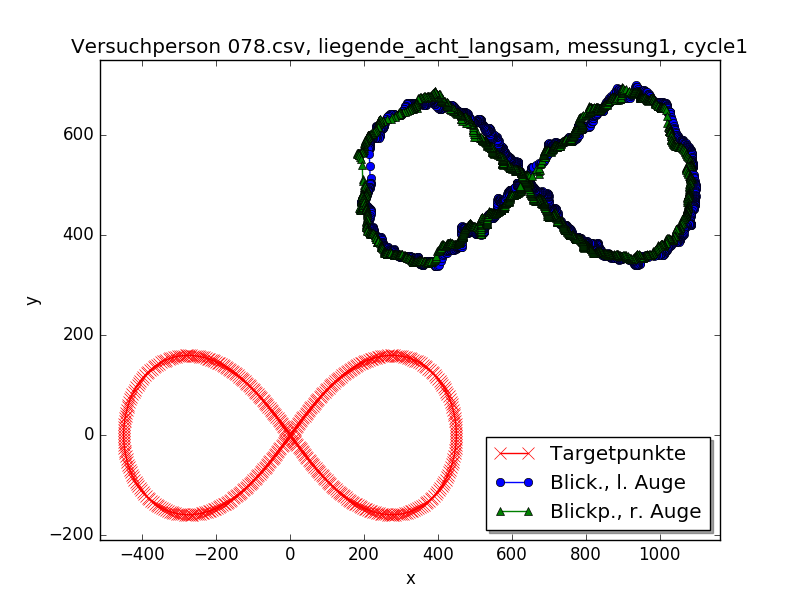 Versuchperson 078.csv, liegende_acht_langsam, messung1, cycle1
y
600
400
200
0
−200
−400
−200
0
200
400
600
800
1000
x
Targetpunkte
Blick., l. Auge
Blickp., r. Auge